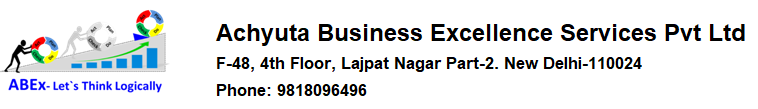 Achyuta Business Excellence Services Pvt Ltd
F-48, 4th Floor, Lajpat Nagar Part-2. New Delhi-110024
Phone: 9818096496
ABEx- Let`s Think Logically